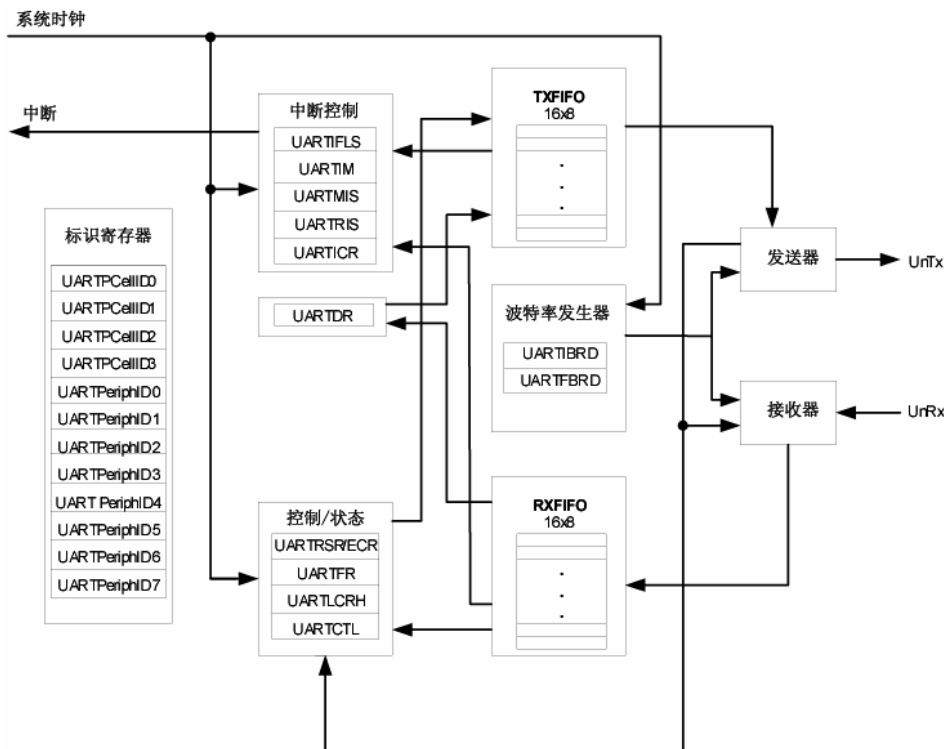 系统时钟
中断
标识寄存器
UARTPCellID0
UARTPCellID1
UARTPCellID2
UARTPCellID3
UARTPeriphID0
UARTPeriphID1
UARTPeriphID2
UARTPeriphID3
UART PeriphID4
UARTPeriphID5
UARTPeriphID6
UARTPeriphID7
中断控制
UARTIFLS
UARTIM
UARTMIS
UARTRIS
UARTICR
UARTDR
控制/状态
UARTRSR/ECR
UARTFR
UARTLCRH
UARTCTL
TXFIFO
16x8
波特率发生器
UARTIBRD
UARTFBRD
RXFIFO
16x8
发送器
UnTx
接收器
UnRx